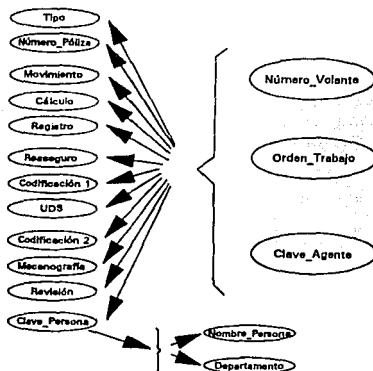 Tipo
Número_Póliza
Movimiento
Cálculo
Registro
Reaseguro
Codificación 1
UDS
Codificación 2
Mecanografía
Revisión
Clave_Persona
Número_Volante
Orden_Trabajo
Clave_Agente
Nombre_Persona
Departamento